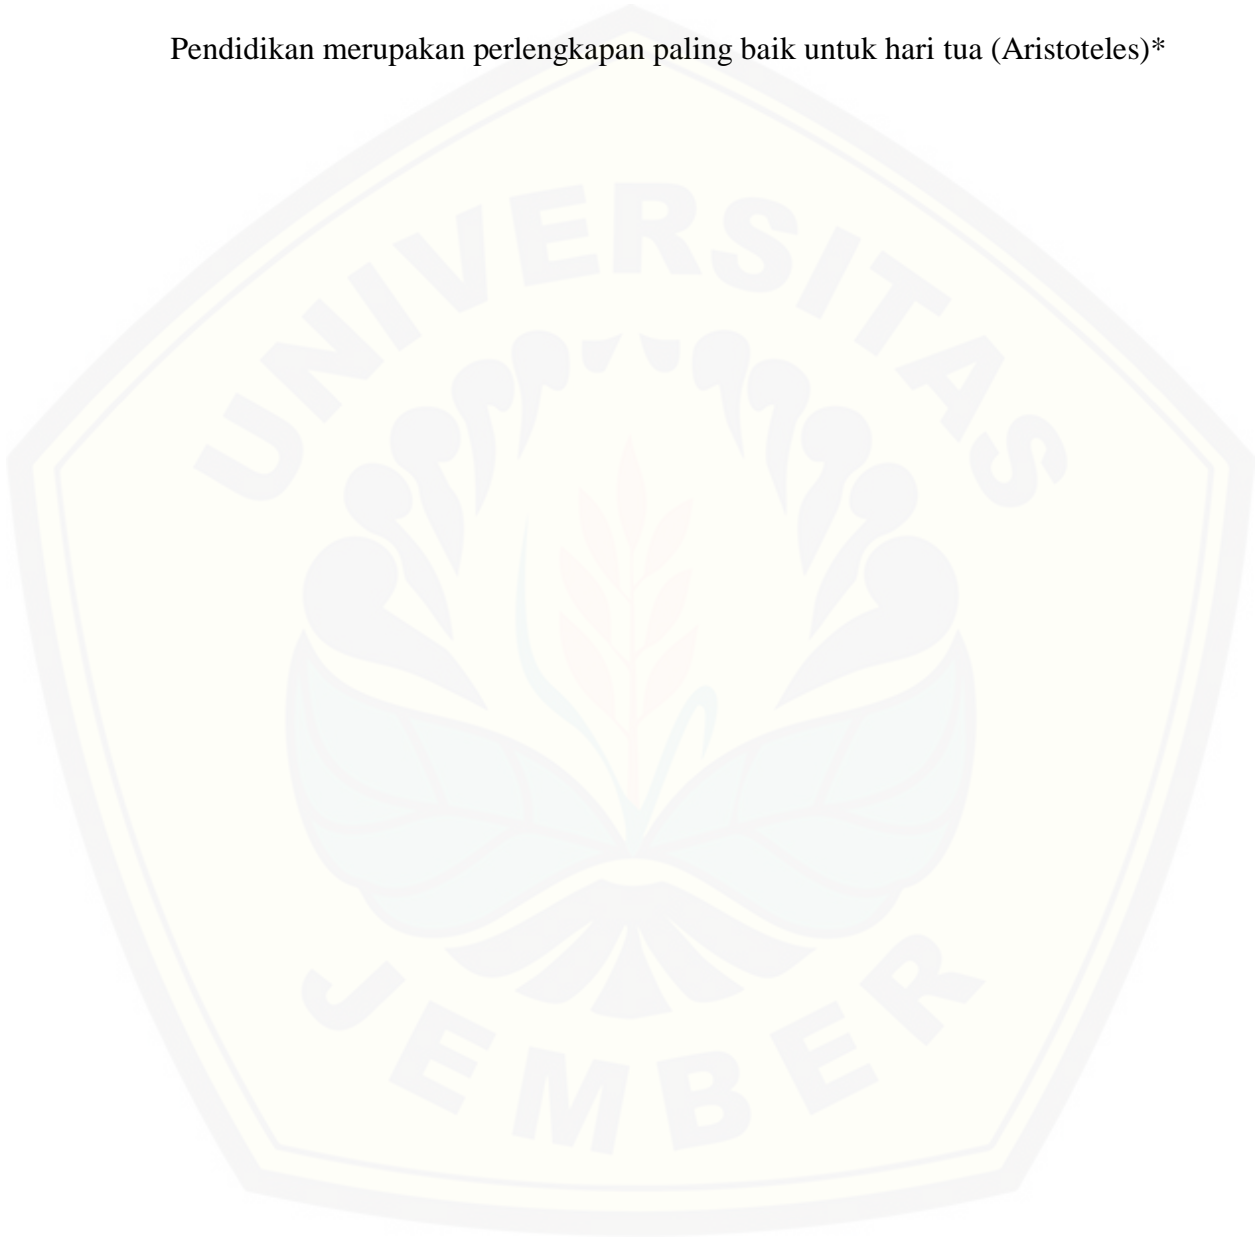 Pendidikan merupakan perlengkapan paling baik untuk hari tua (Aristoteles)*
UNIVERSITAS
JEMBER